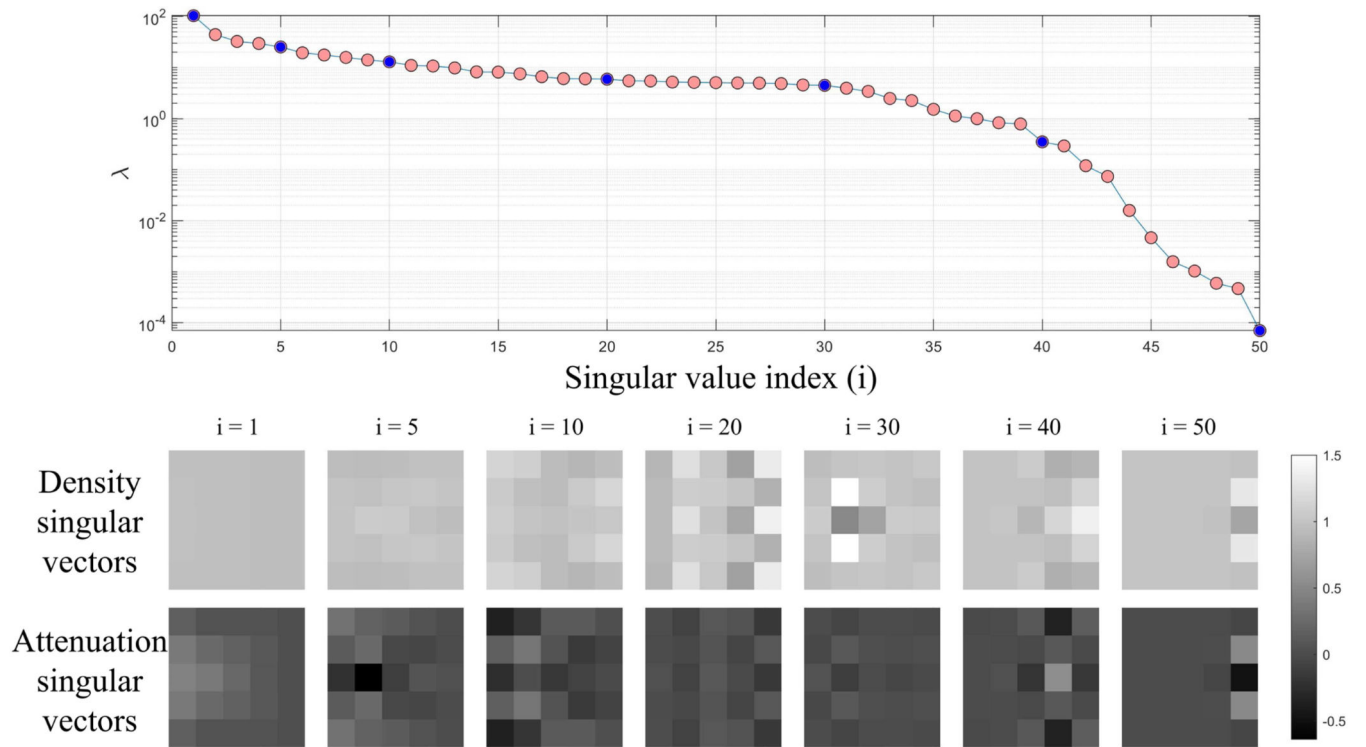 10^2
10^0
10^-2
10^-4
λ
0 5 10 15 20 25 30 35 40 45 50
Singular value index (i)
i = 1 i = 5 i = 10 i = 20 i = 30 i = 40 i = 50
Density
singular
vectors
Attenuation
singular
vectors
1.5
1
0.5
0
-0.5